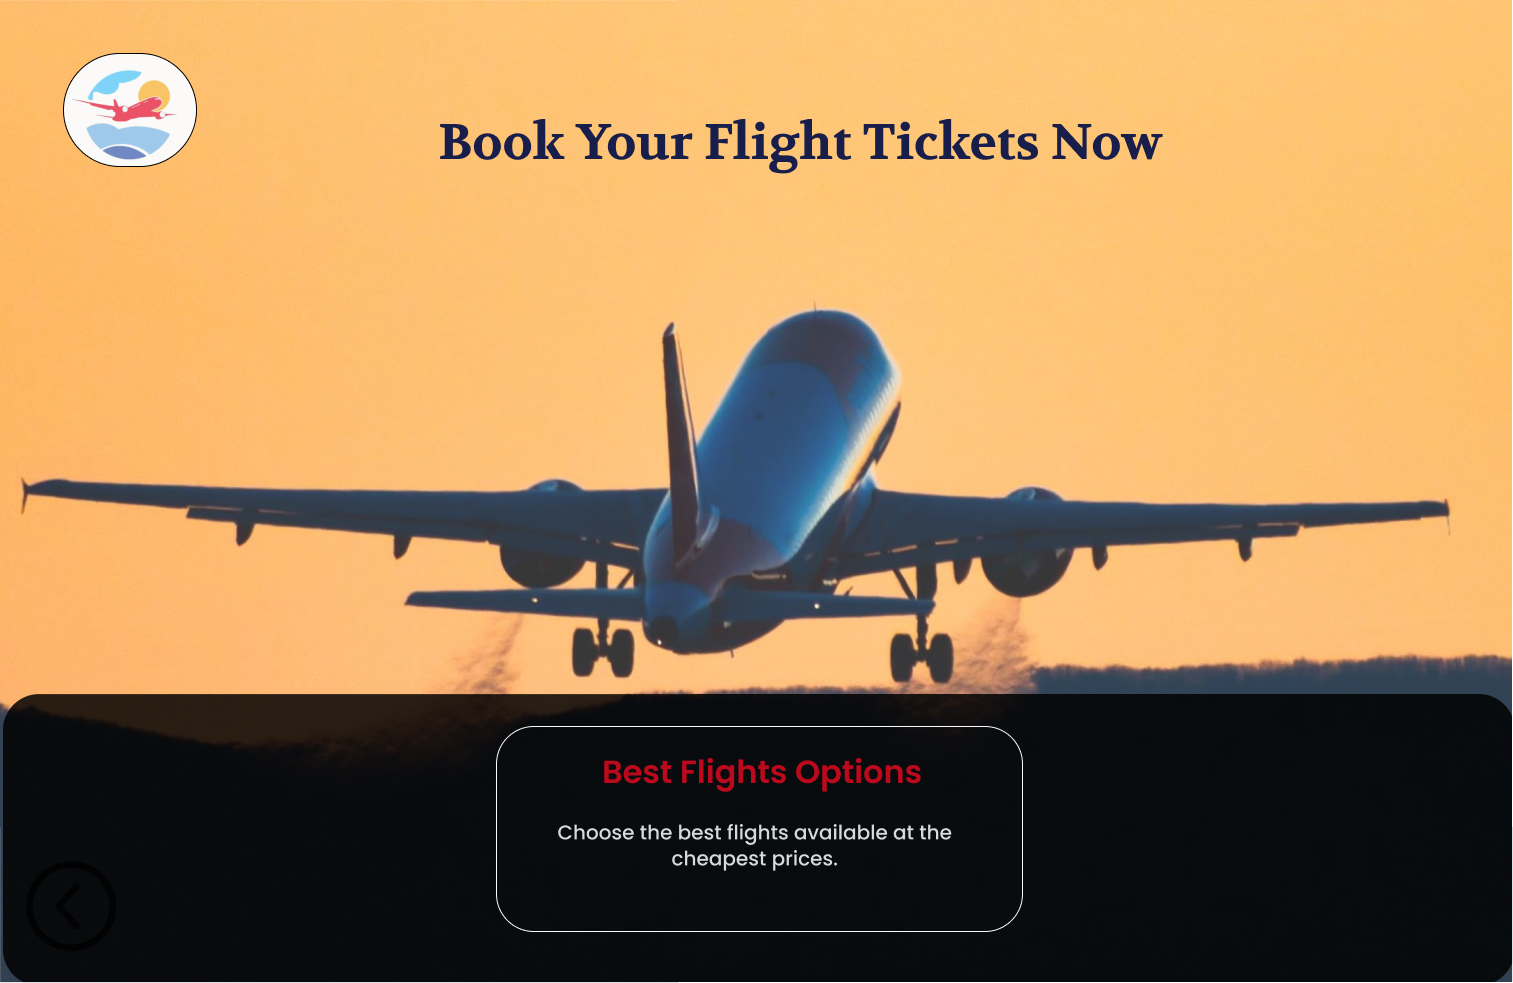 Book Your Flight Tickets Now
Best Flights Options
Choose the best flights available at the
cheapest prices.